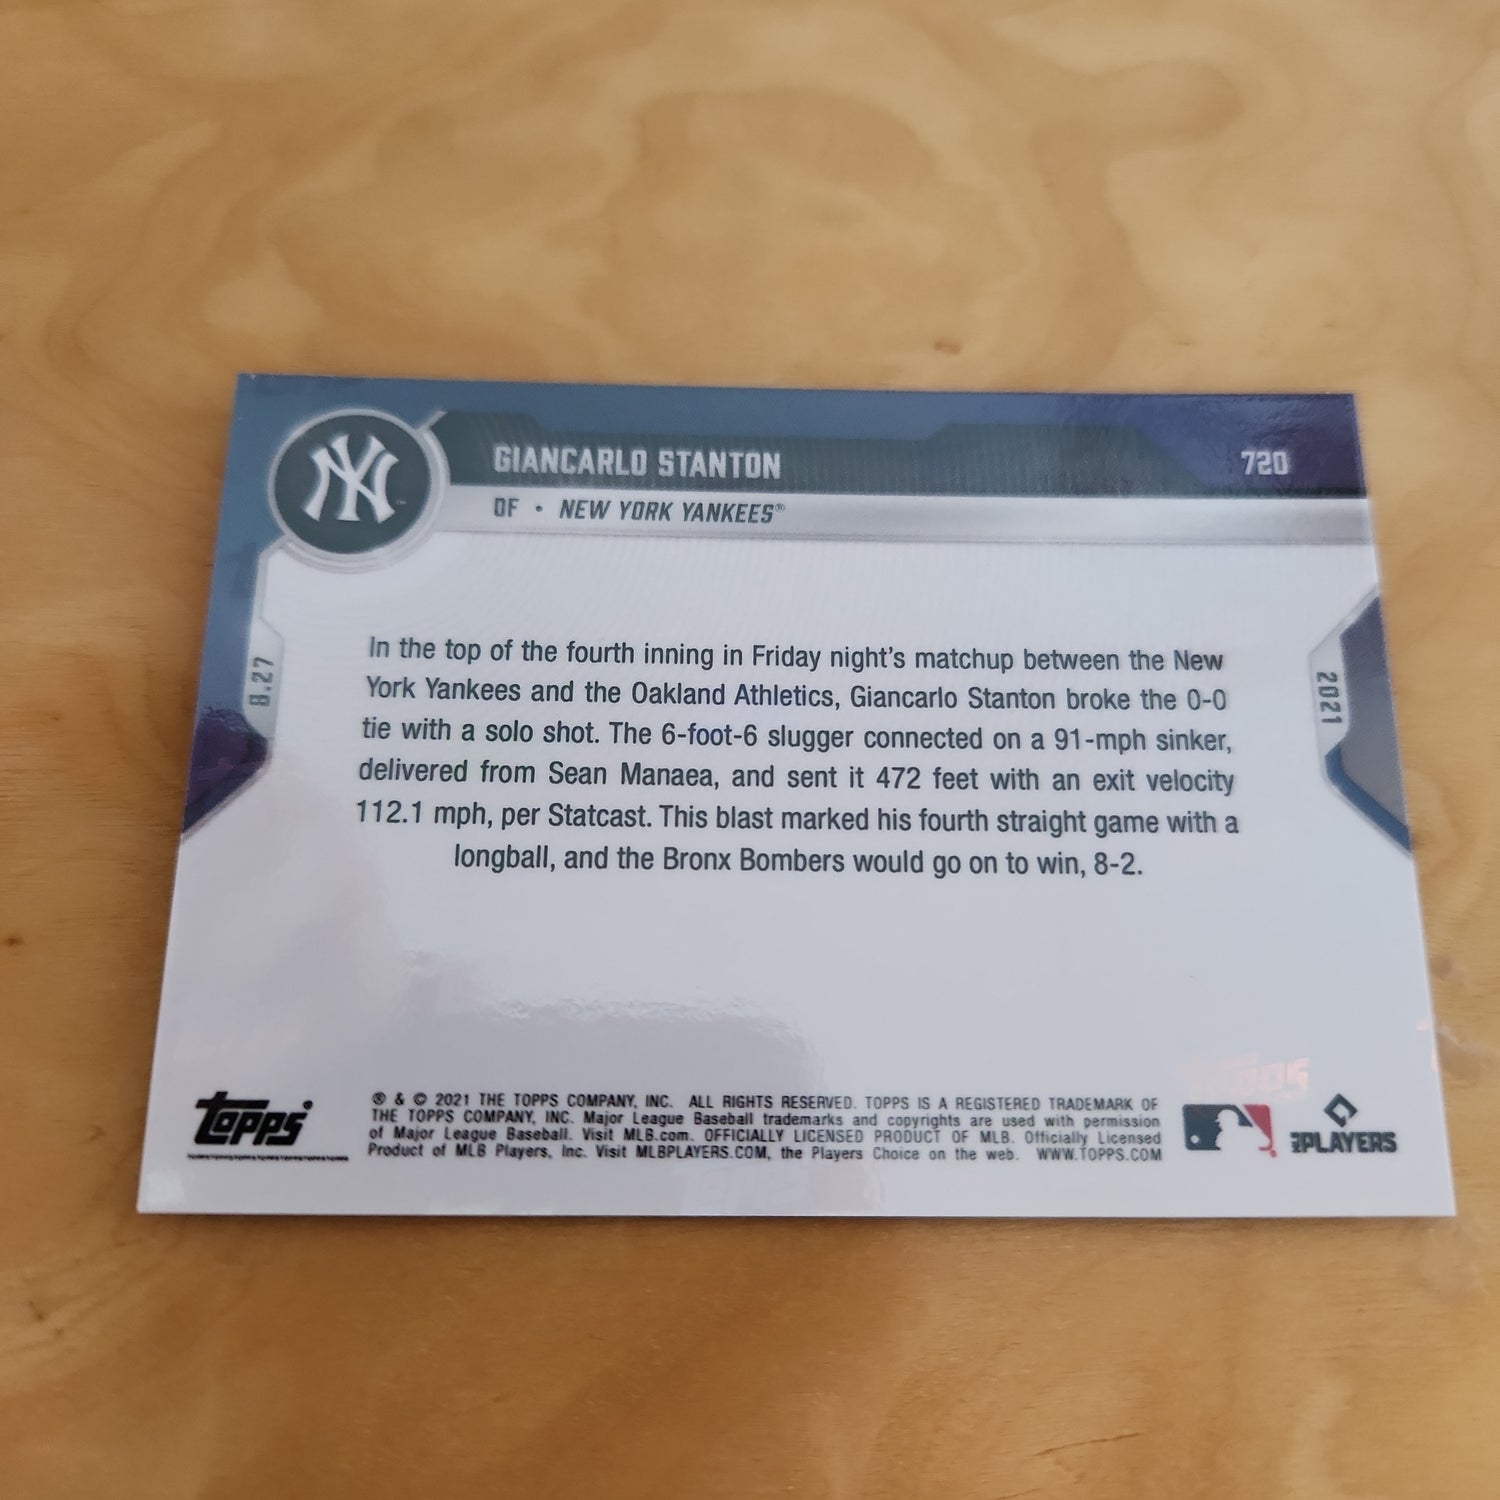 NY
GIANCARLO STANTON
720
OF • NEW YORK YANKEES®
8.27
2021
In the top of the fourth inning in Friday night's matchup between the New
York Yankees and the Oakland Athletics, Giancarlo Stanton broke the 0-0
tie with a solo shot. The 6-foot-6 slugger connected on a 91-mph sinker,
delivered from Sean Manaea, and sent it 472 feet with an exit velocity
112.1 mph, per Statcast. This blast marked his fourth straight game with a
longball, and the Bronx Bombers would go on to win, 8-2.
topps
® & © 2021 THE TOPPS COMPANY, INC. ALL RIGHTS RESERVED. TOPPS IS A REGISTERED TRADEMARK OF
THE TOPPS COMPANY, INC. Major League Baseball trademarks and copyrights are used with permission
of Major League Baseball. Visit MLB.com. OFFICIALLY LICENSED PRODUCT OF MLB. Officially Licensed
Product of MLB Players, Inc. Visit MLBPLAYERS.COM, the Players Choice on the web. WWW.TOPPS.COM
PLAYERS